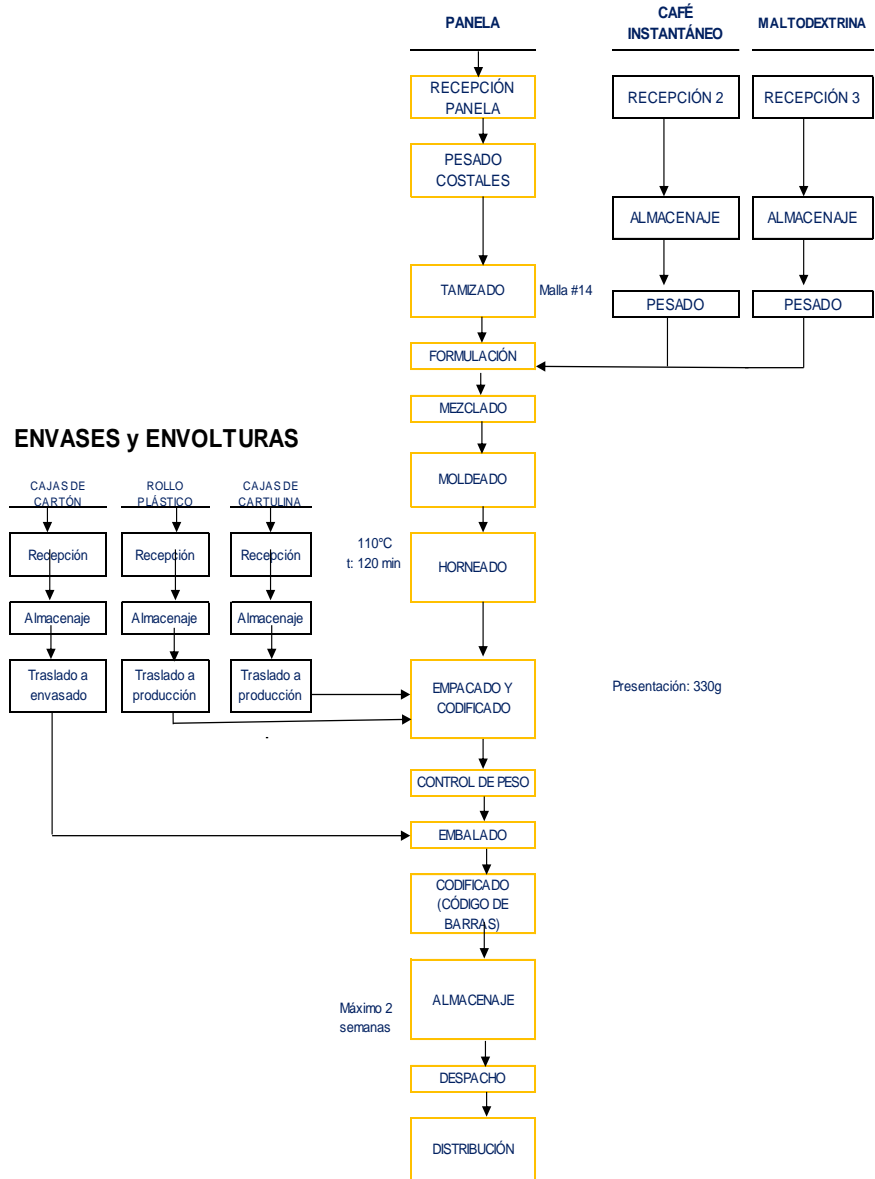 PANELA
CAFÉ
INSTANTÁNEO
MALTODEXTRINA
RECEPCIÓN
PANELA
RECEPCIÓN 2
RECEPCIÓN 3
PESADO
COSTALES
ALMACENAJE
ALMACENAJE
TAMIZADO
Malla #14
PESADO
PESADO
FORMULACIÓN
MEZCLADO
ENVASES y ENVOLTURAS
MOLDEADO
CAJAS DE
CARTÓN
ROLLO
PLÁSTICO
CAJAS DE
CARTULINA
Recepción
Recepción
Recepción
110°C
t: 120 min
HORNEADO
Almacenaje
Almacenaje
Almacenaje
Traslado a
envasado
Traslado a
producción
Traslado a
producción
EMPACADO Y
CODIFICADO
Presentación: 330g
CONTROL DE PESO
EMBALADO
CODIFICADO
(CÓDIGO DE
BARRAS)
Máximo 2
semanas
ALMACENAJE
DESPACHO
DISTRIBUCIÓN